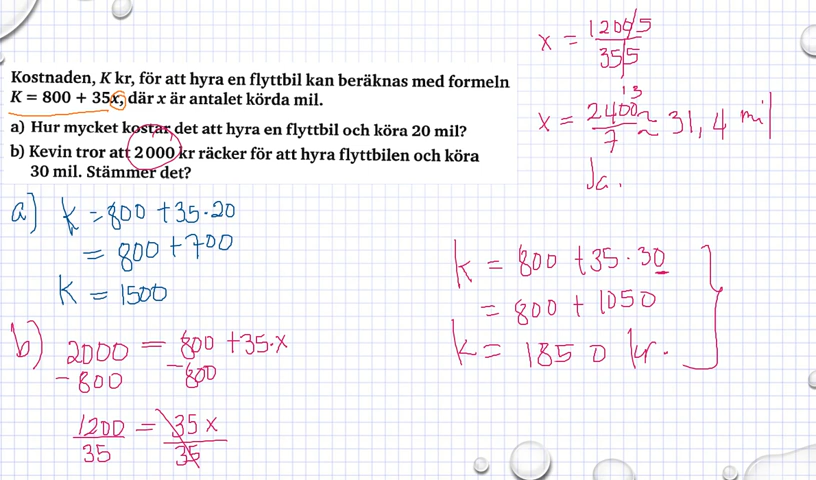 Kostnaden, K kr, för att hyra en flyttbil kan beräknas med formeln
K = 800 + 35x, där x är antalet körda mil.
a) Hur mycket kostar det att hyra en flyttbil och köra 20 mil?
b) Kevin tror att 2 000 kr räcker för att hyra flyttbilen och köra
30 mil. Stämmer det?
a) K = 800 + 35·20
= 800 + 700
K = 1500
b) 2000 = 800 + 35·x
-800 -800
1200 = 35 x
35 35
x = 1200/5
35/5
13
x = 2400 ≈ 31,4 mil
7
Ja.
K = 800 + 35·30
= 800 + 1050
K = 1850 kr.